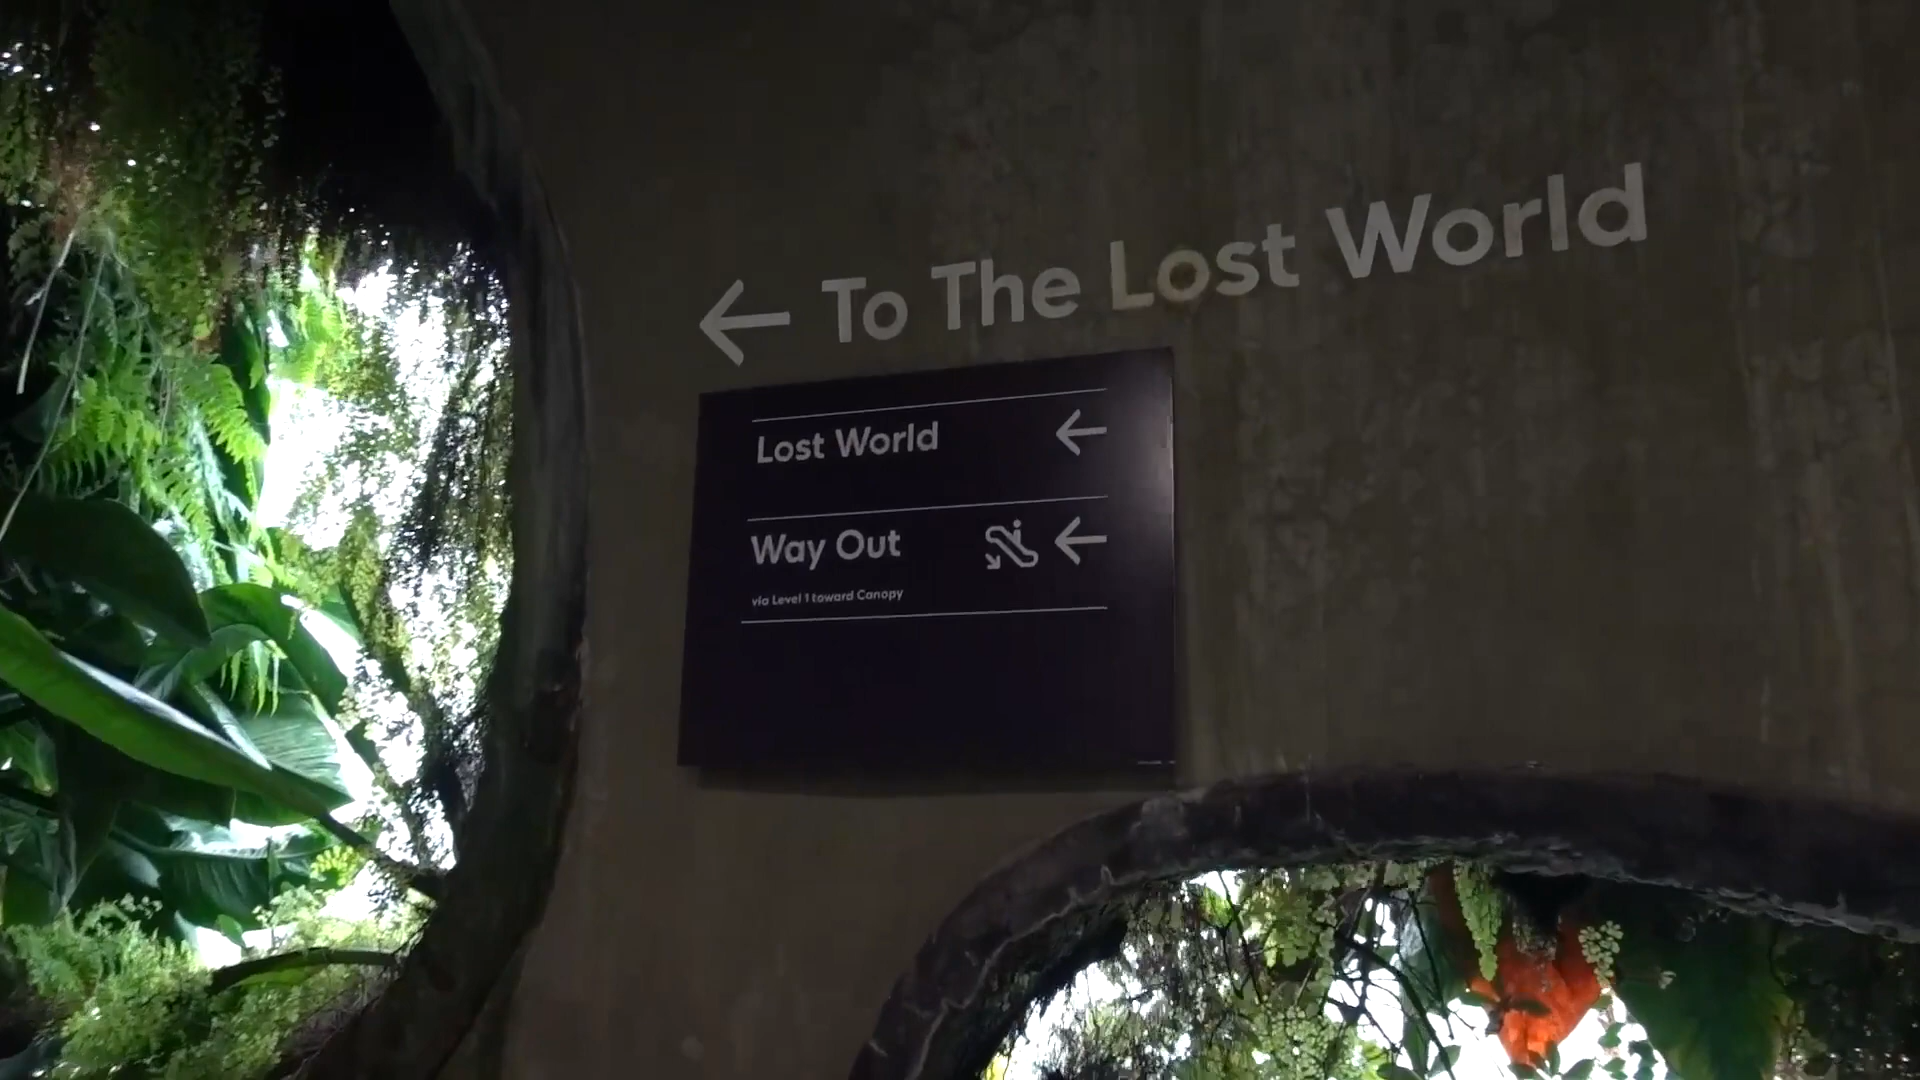 ← To The Lost World
Lost World ←
Way Out ←
via Level 1 toward Canopy